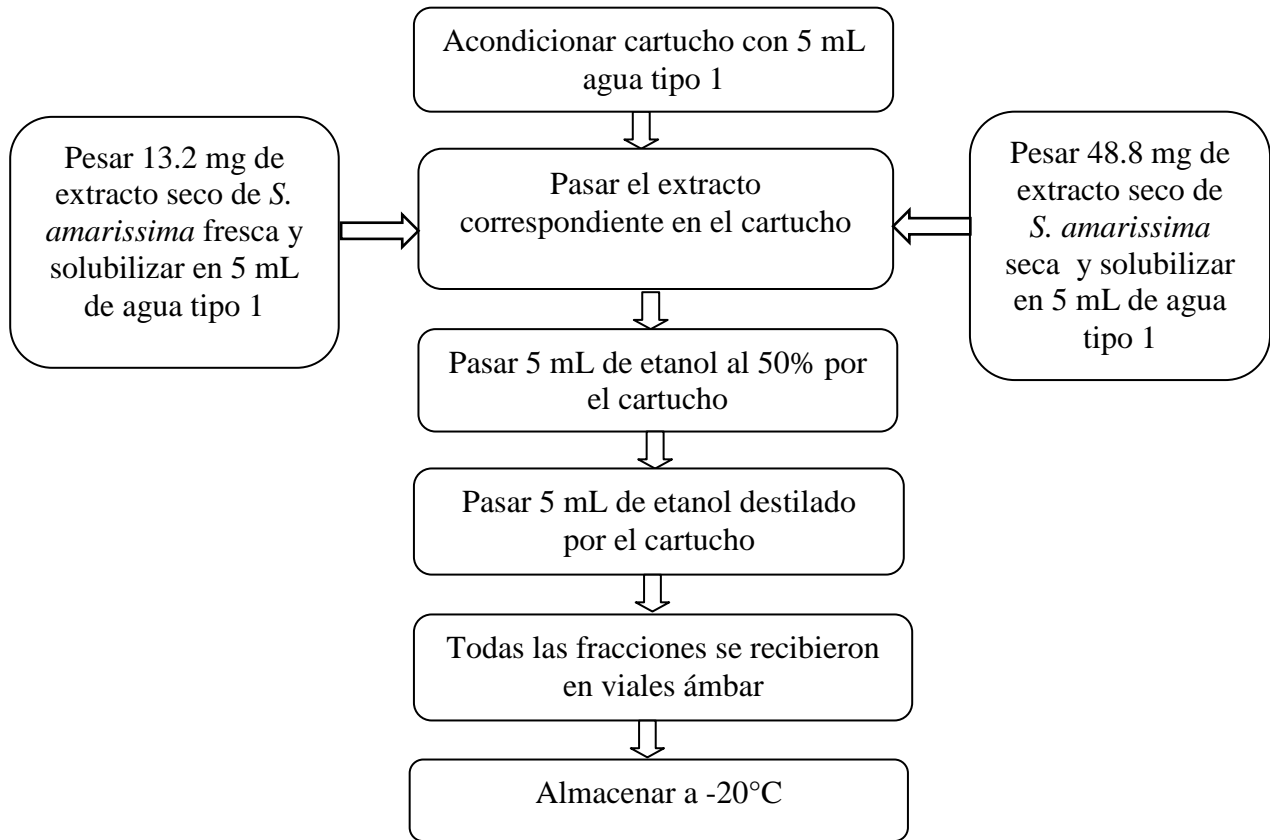 Acondicionar cartucho con 5 mL
agua tipo 1
Pesar 13.2 mg de
extracto seco de S.
amarissima fresca y
solubilizar en 5 mL
de agua tipo 1
Pasar el extracto
correspondiente en el cartucho
Pesar 48.8 mg de
extracto seco de
S. amarissima
seca y solubilizar
en 5 mL de agua
tipo 1
Pasar 5 mL de etanol al 50% por
el cartucho
Pasar 5 mL de etanol destilado
por el cartucho
Todas las fracciones se recibieron
en viales ámbar
Almacenar a -20°C